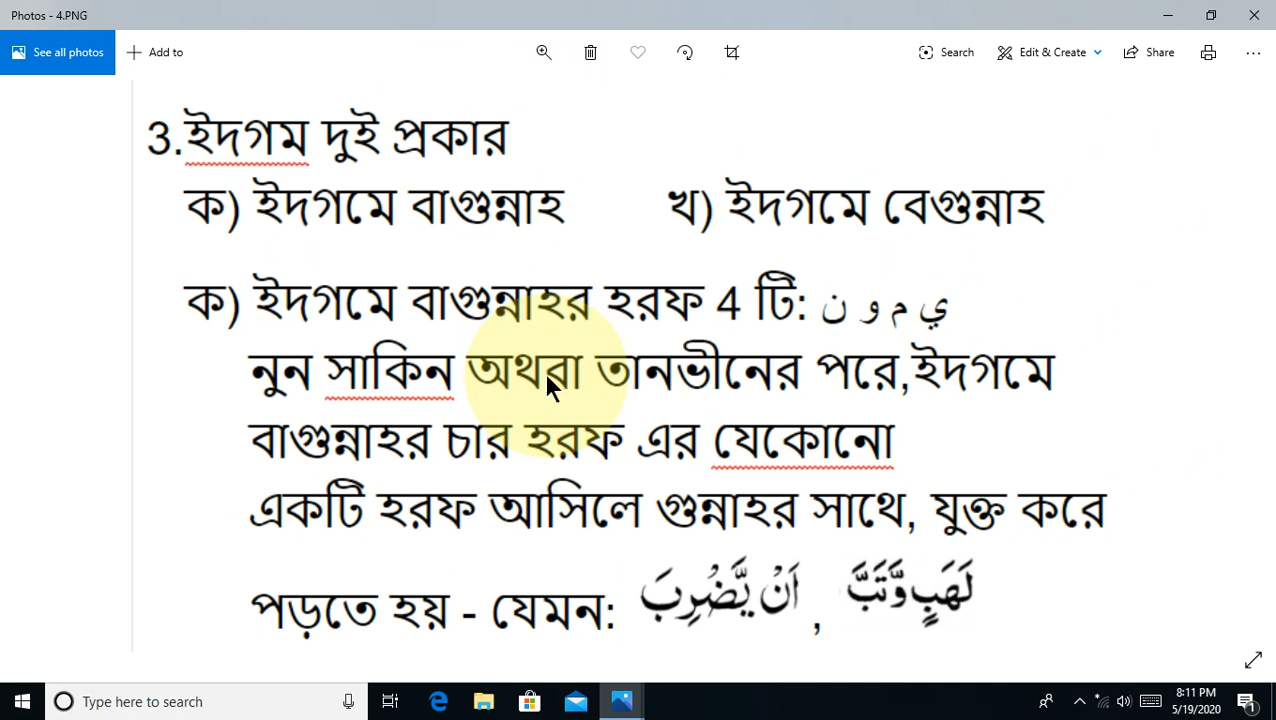 Photos - 4.PNG
See all photos
Add to
Search
Edit & Create
Share
3.ইদগম দুই প্রকার
ক) ইদগমে বাগুন্নাহ খ) ইদগমে বেগুন্নাহ
ক) ইদগমে বাগুন্নাহর হরফ 4 টি: ي م و ن
নুন সাকিন অথরা তানভীনের পরে,ইদগমে
বাগুন্নাহর চার হরফ এর যেকোনো
একটি হরফ আসিলে গুন্নাহর সাথে, যুক্ত করে
পড়তে হয় - যেমন: اَنْ يَّضْرِبَ , لَهَبٍ وَّتَبَّ
Type here to search
8:11 PM
5/19/2020
1